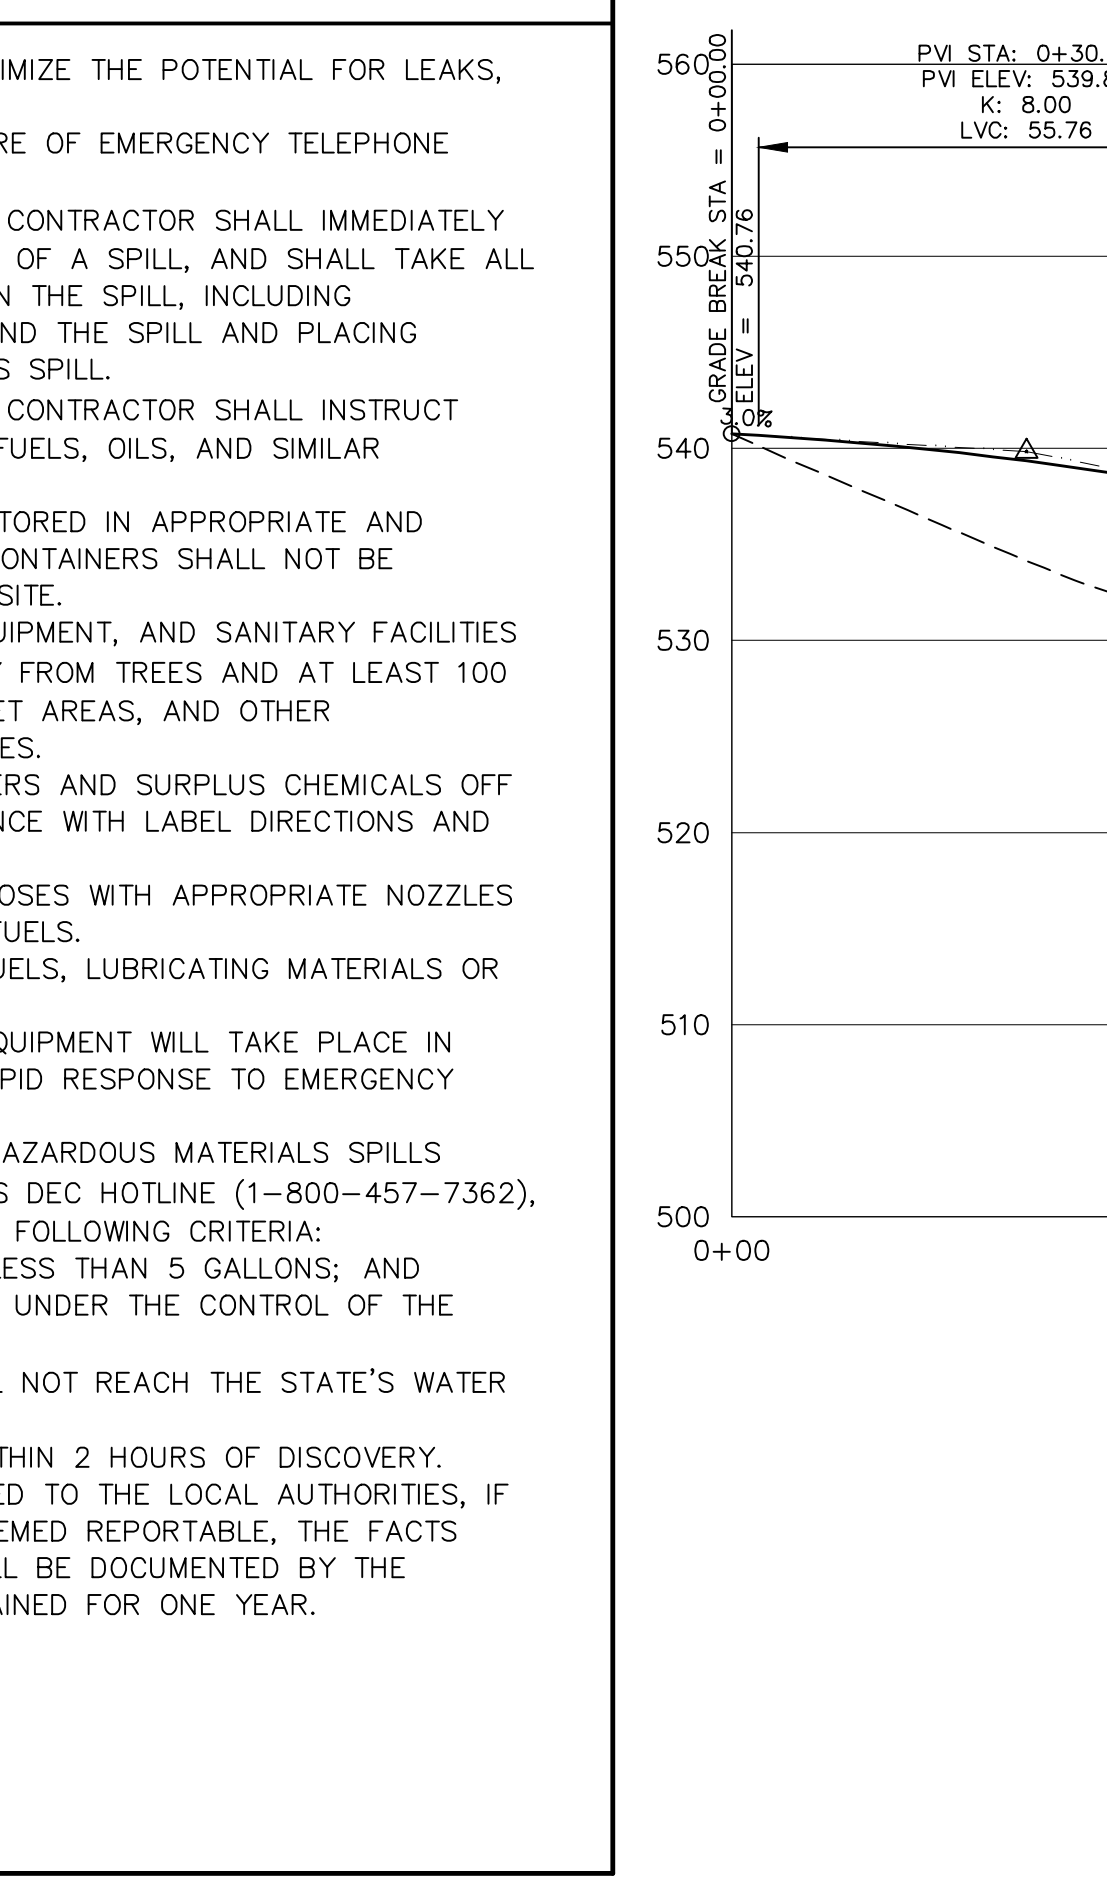 IMIZE THE POTENTIAL FOR LEAKS,
RE OF EMERGENCY TELEPHONE
CONTRACTOR SHALL IMMEDIATELY
OF A SPILL, AND SHALL TAKE ALL
N THE SPILL, INCLUDING
ND THE SPILL AND PLACING
S SPILL.
CONTRACTOR SHALL INSTRUCT
FUELS, OILS, AND SIMILAR
TORED IN APPROPRIATE AND
ONTAINERS SHALL NOT BE
SITE.
UIPMENT, AND SANITARY FACILITIES
Y FROM TREES AND AT LEAST 100
ET AREAS, AND OTHER
ES.
ERS AND SURPLUS CHEMICALS OFF
NCE WITH LABEL DIRECTIONS AND
OSES WITH APPROPRIATE NOZZLES
FUELS.
UELS, LUBRICATING MATERIALS OR
QUIPMENT WILL TAKE PLACE IN
PID RESPONSE TO EMERGENCY
AZARDOUS MATERIALS SPILLS
S DEC HOTLINE (1-800-457-7362),
FOLLOWING CRITERIA:
LESS THAN 5 GALLONS; AND
UNDER THE CONTROL OF THE
L NOT REACH THE STATE'S WATER
THIN 2 HOURS OF DISCOVERY.
ED TO THE LOCAL AUTHORITIES, IF
EMED REPORTABLE, THE FACTS
LL BE DOCUMENTED BY THE
AINED FOR ONE YEAR.
PVI STA: 0+30.
PVI ELEV: 539.8
K: 8.00
LVC: 55.76
GRADE BREAK STA = 0+00.00
ELEV = 540.76
3.0%
560
550
540
530
520
510
500
0+00